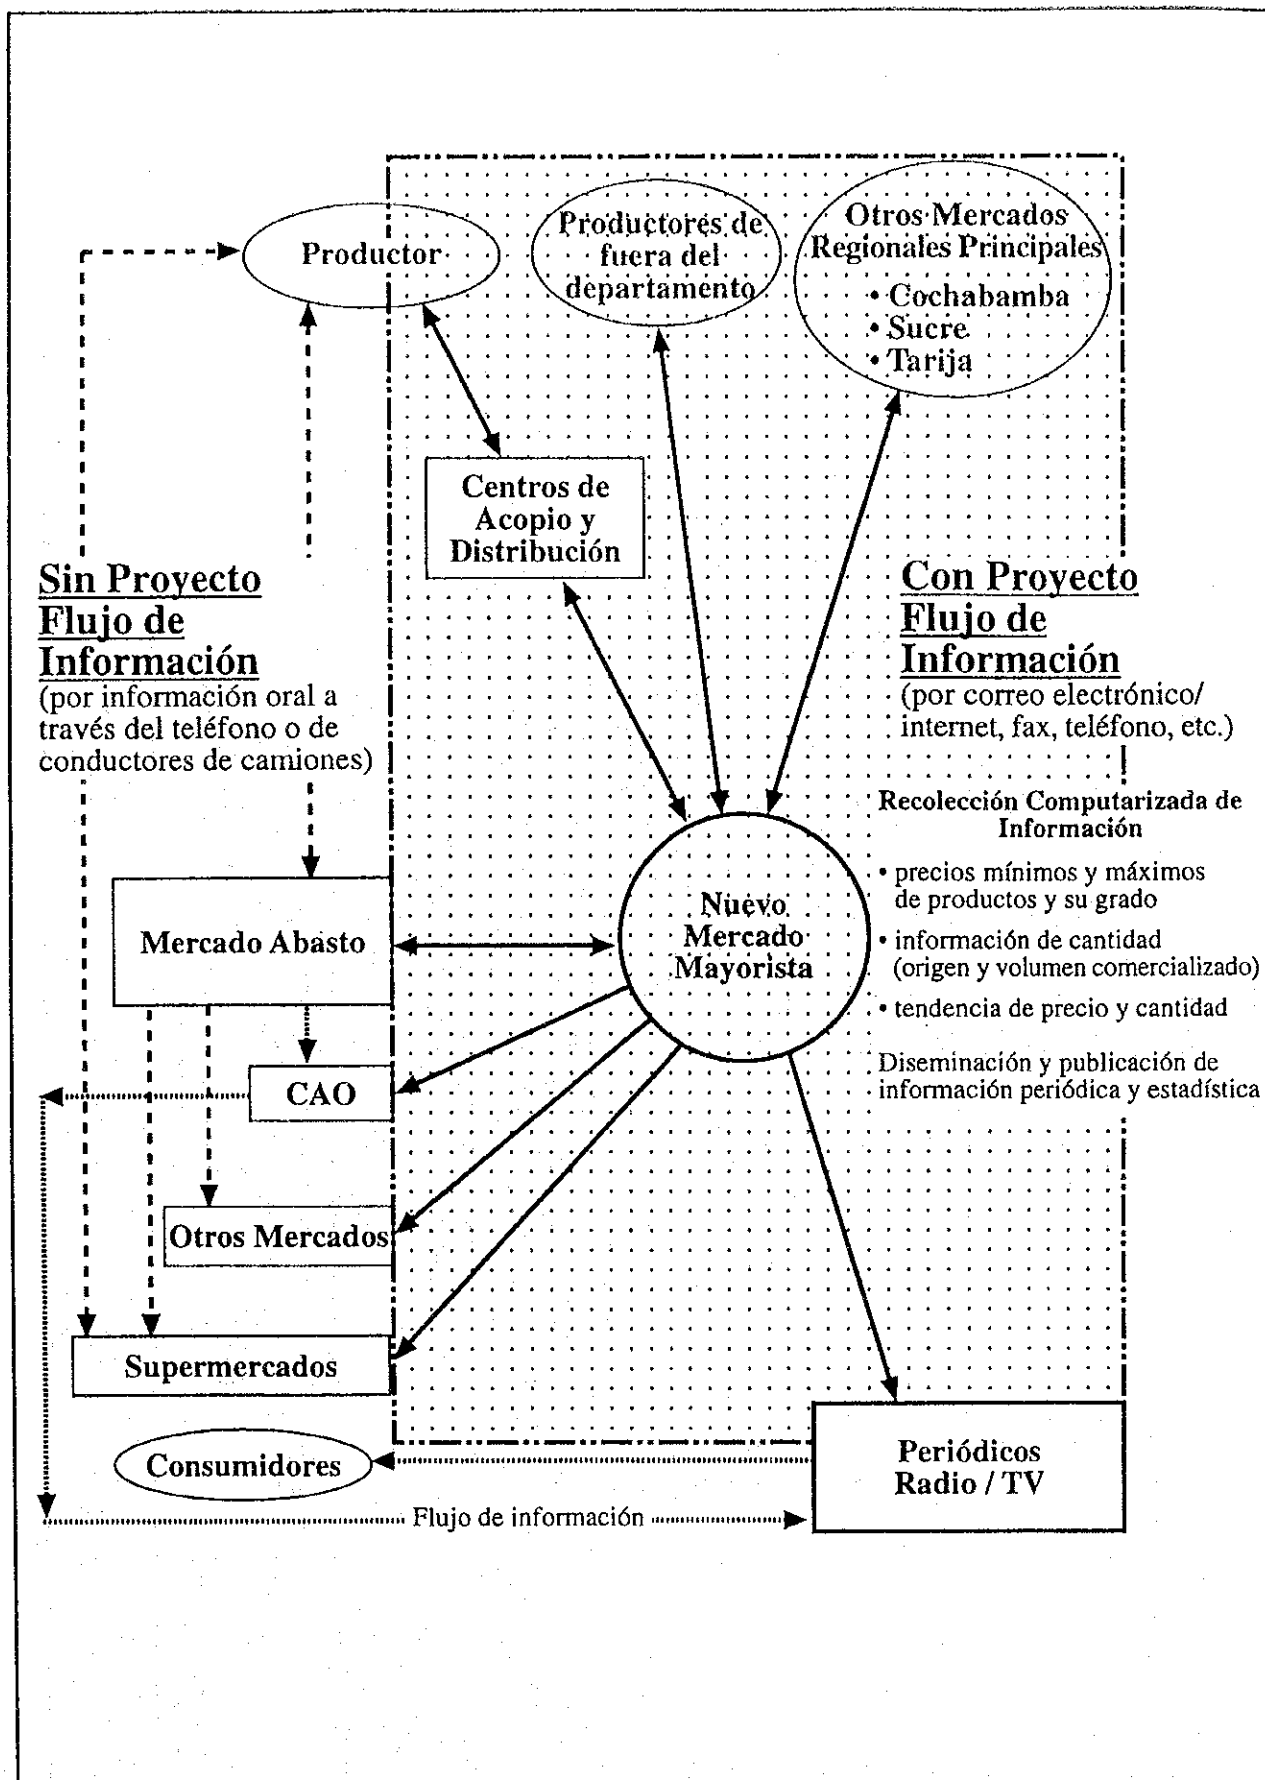 Productor
Productores de
fuera del
departamento
Otros Mercados
Regionales Principales
• Cochabamba
• Sucre
• Tarija
Centros de
Acopio y
Distribución
Sin Proyecto
Flujo de
Información
(por información oral a
través del teléfono o de
conductores de camiones)
Con Proyecto
Flujo de
Información
(por correo electrónico/
internet, fax, teléfono, etc.)
Recolección Computarizada de
Información
• precios mínimos y máximos
de productos y su grado
• información de cantidad
(origen y volumen comercializado)
• tendencia de precio y cantidad
Diseminación y publicación de
información periódica y estadística
Nuevo
Mercado
Mayorista
Mercado Abasto
CAO
Otros Mercados
Supermercados
Consumidores
Periódicos
Radio / TV
Flujo de información